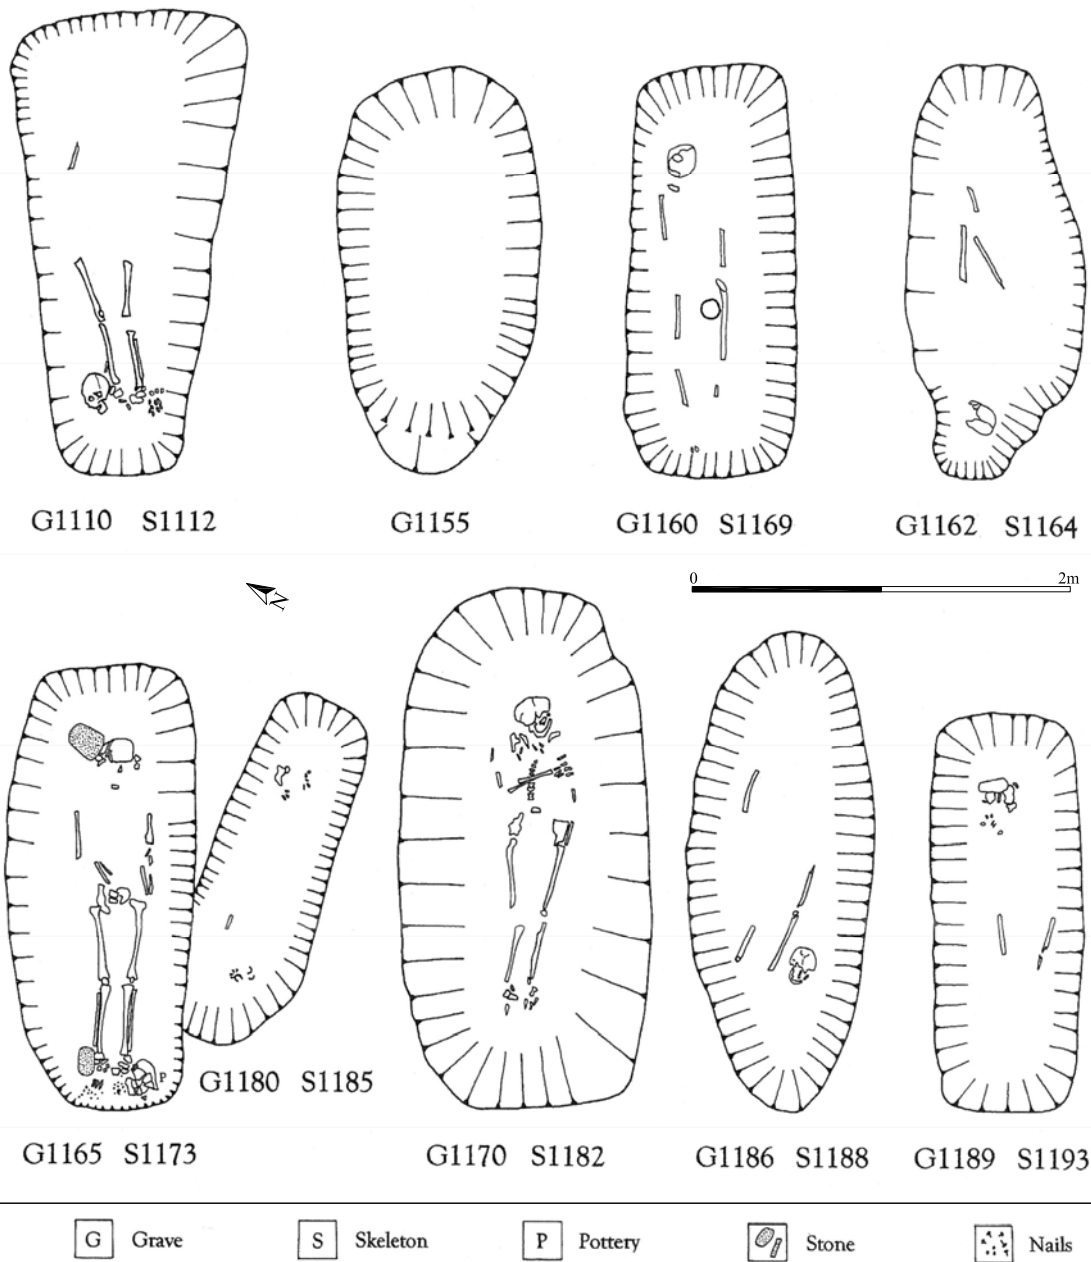 G1110 S1112
G1155
G1160 S1169
G1162 S1164
N
0 2m
P
G1180 S1185
G1165 S1173
G1170 S1182
G1186 S1188
G1189 S1193
G Grave
S Skeleton
P Pottery
Stone
Nails